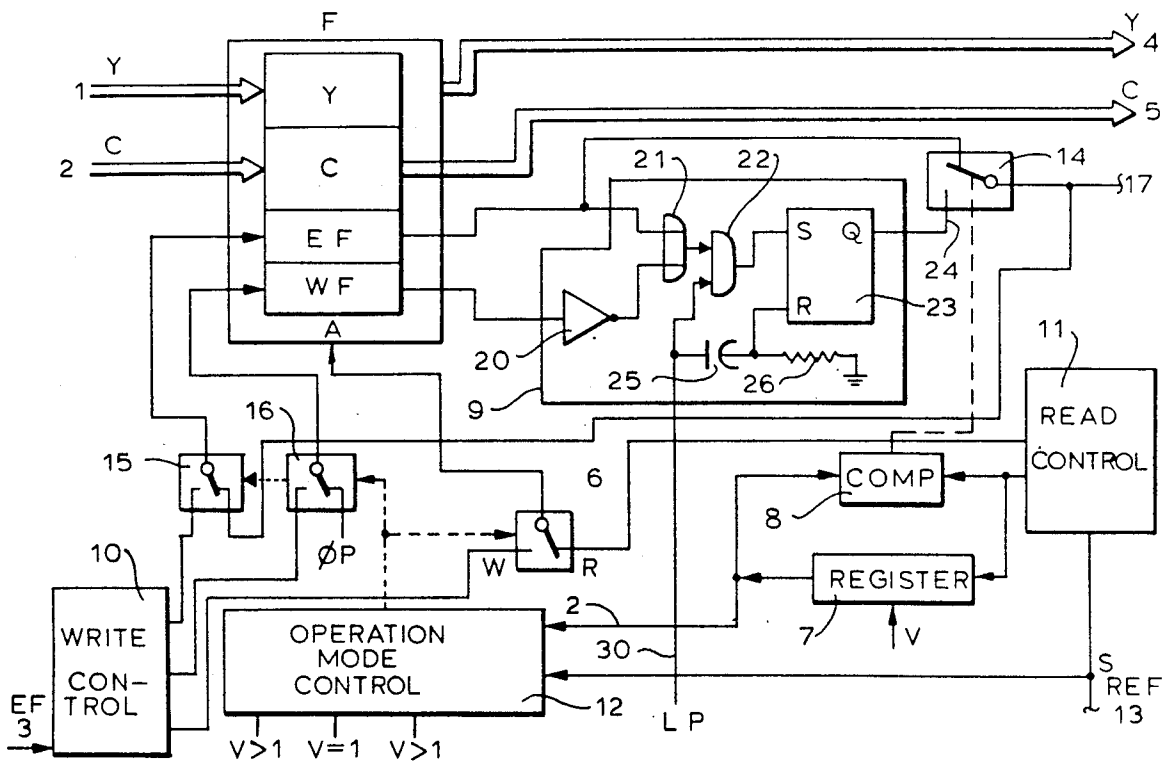 F
Y
4
Y
1
Y
C
5
C
2
C
21
22
14
17
E F
S Q
24
W F
R
23
A
20
25
26
11
9
READ
CONTROL
15
16
6
COMP
8
10
ØP
W
R
REGISTER
7
V
WRITE
CON-
TROL
OPERATION
MODE
CONTROL
2
30
12
S
REF
13
EF
3
L P
V>1
V=1
V>1